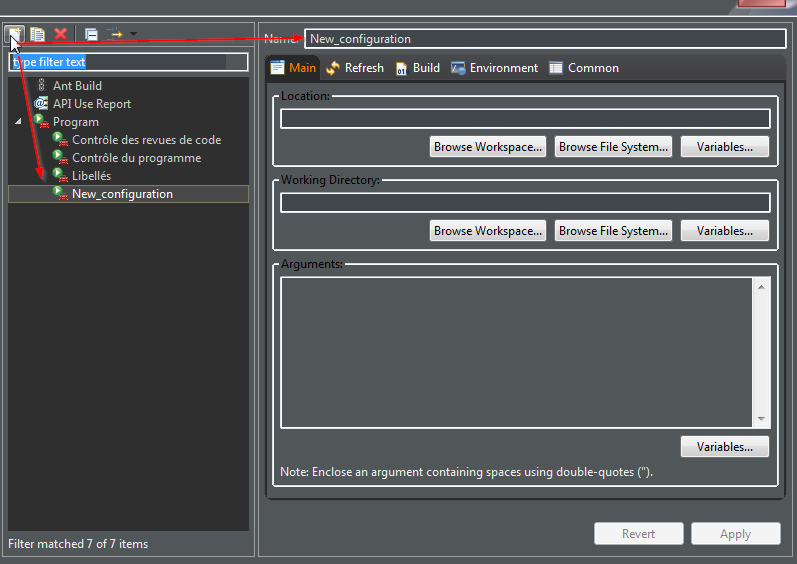 Name: New_configuration
type filter text
Ant Build
API Use Report
Program
Contrôle des revues de code
Contrôle du programme
Libellés
New_configuration
Filter matched 7 of 7 items
Main Refresh Build Environment Common
Location:
Browse Workspace... Browse File System... Variables...
Working Directory:
Browse Workspace... Browse File System... Variables...
Arguments:
Variables...
Note: Enclose an argument containing spaces using double-quotes (").
Revert Apply